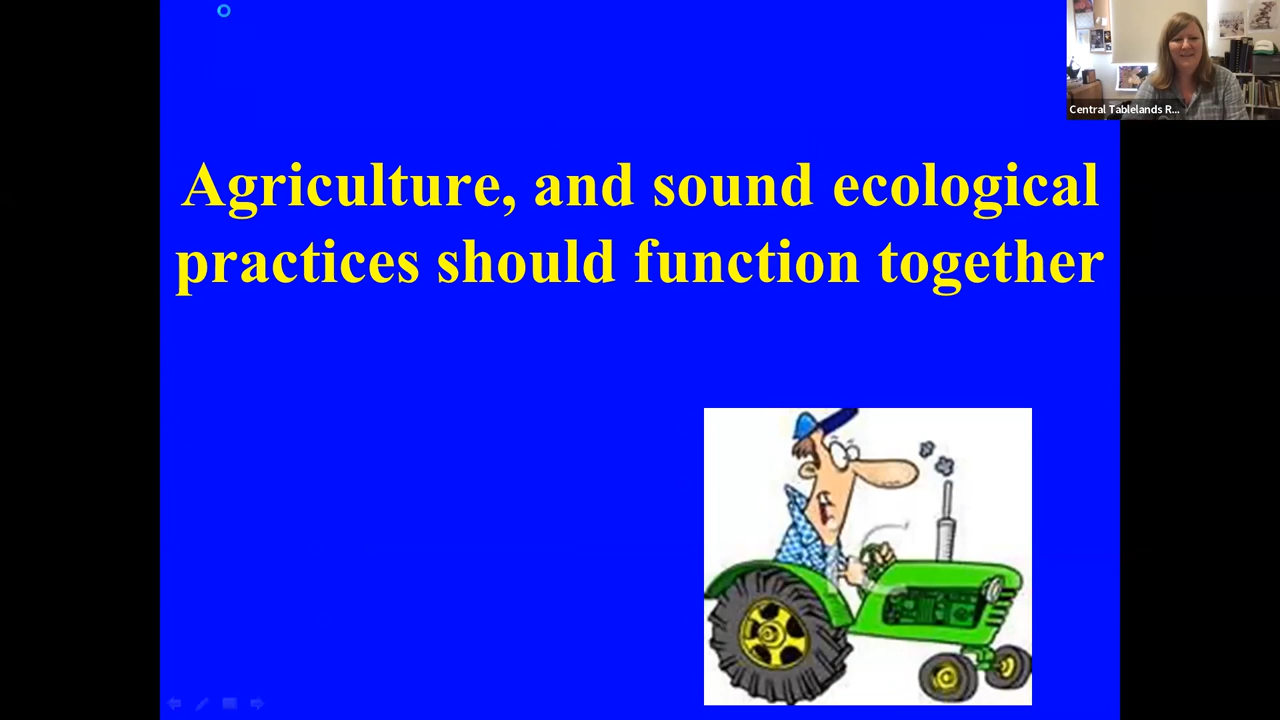 Central Tablelands R...
Agriculture, and sound ecological
practices should function together